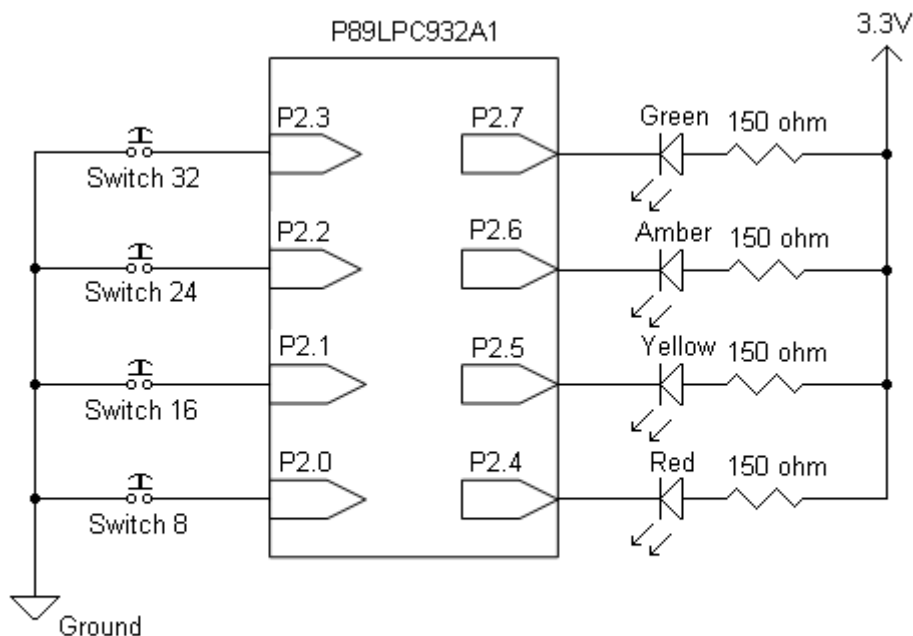 P89LPC932A1
3.3V
P2.3
P2.7
Green
150 ohm
Switch 32
P2.2
P2.6
Amber
150 ohm
Switch 24
P2.1
P2.5
Yellow
150 ohm
Switch 16
P2.0
P2.4
Red
150 ohm
Switch 8
Ground